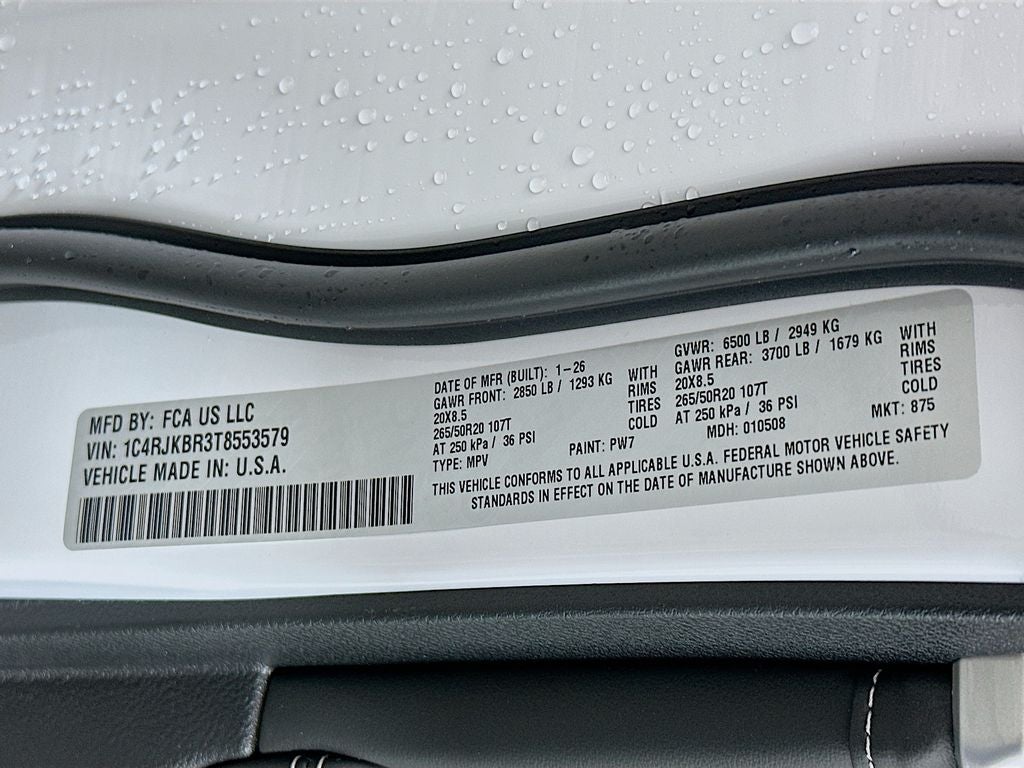 MFD BY: FCA US LLC
VIN: 1C4RJKBR3T8553579
VEHICLE MADE IN: U.S.A.
DATE OF MFR (BUILT): 1-26
GAWR FRONT: 2850 LB / 1293 KG WITH
20X8.5 RIMS
265/50R20 107T TIRES
AT 250 kPa / 36 PSI COLD
TYPE: MPV PAINT: PW7
GVWR: 6500 LB / 2949 KG
GAWR REAR: 3700 LB / 1679 KG WITH
20X8.5 RIMS
265/50R20 107T TIRES
AT 250 kPa / 36 PSI COLD
MDH: 010508 MKT: 875
THIS VEHICLE CONFORMS TO ALL APPLICABLE U.S.A. FEDERAL MOTOR VEHICLE SAFETY
STANDARDS IN EFFECT ON THE DATE OF MANUFACTURE SHOWN ABOVE.